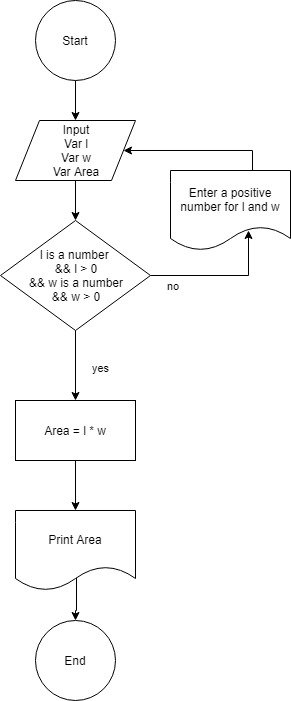 Start
Input
Var l
Var w
Var Area
Enter a positive
number for l and w
l is a number
&& l > 0
&& w is a number
&& w > 0
no
yes
Area = l * w
Print Area
End